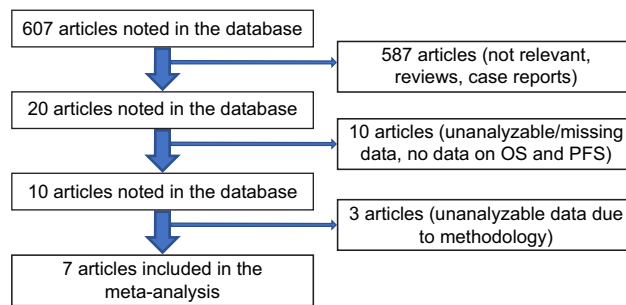 607 articles noted in the database
587 articles (not relevant,
reviews, case reports)
20 articles noted in the database
10 articles (unanalyzable/missing
data, no data on OS and PFS)
10 articles noted in the database
3 articles (unanalyzable data due
to methodology)
7 articles included in the
meta-analysis